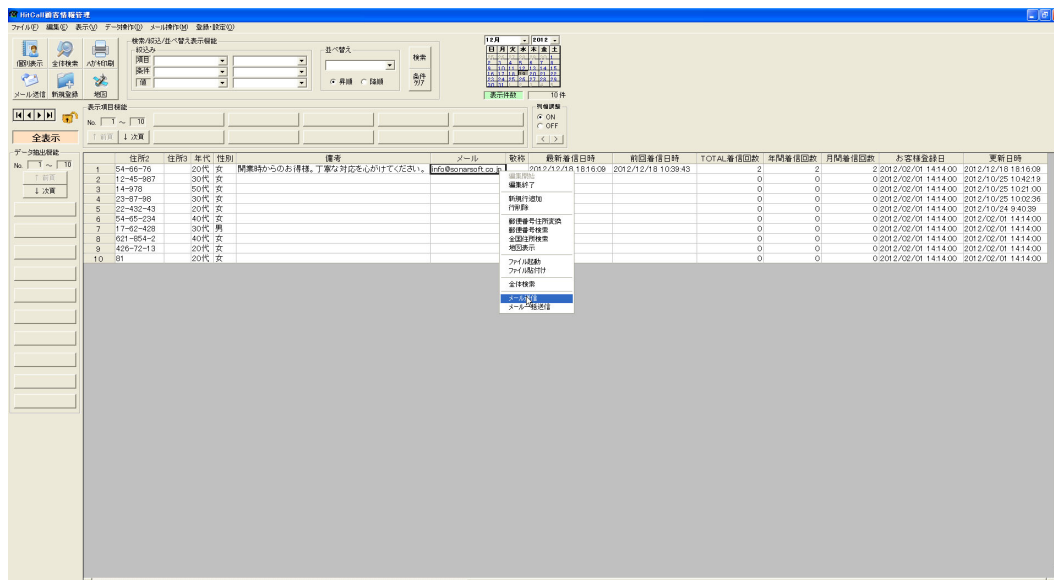 HitCall顧客情報管理
ファイル(F) 編集(E) 表示(V) データ操作(D) メール操作(M) 登録・設定(O)
個別表示 全体検索 ハガキ印刷
メール送信 新規登録 地図
検索/絞込/並べ替え表示機能
絞込み
項目
条件
値
並べ替え
昇順 降順
検索
条件クリア
12月 2012
日 月 火 水 木 金 土
表示件数 10 件
表示項目機能
No. 1 ~ 10
↑ 前頁 ↓ 次頁
列幅調整
ON
OFF
< >
全表示
データ抽出機能
No. 1 ~ 10
↑ 前頁
↓ 次頁
住所2 住所3 年代 性別 備考 メール 敬称 最新着信日時 前回着信日時 TOTAL着信回数 年間着信回数 月間着信回数 お客様登録日 更新日時
1 54-66-76 20代 女 開業時からのお得様。丁寧な対応を心がけてください。 info@sonarsoft.co.jp 2012/12/18 18:16:09 2012/12/18 10:39:43 2 2 2 2012/02/01 14:14:00 2012/12/18 18:16:09
2 12-45-987 30代 女 0 0 0 2012/02/01 14:14:00 2012/10/25 10:42:19
3 14-978 50代 女 0 0 0 2012/02/01 14:14:00 2012/10/25 10:21:00
4 23-87-98 30代 女 0 0 0 2012/02/01 14:14:00 2012/10/25 10:02:36
5 22-432-43 20代 女 0 0 0 2012/02/01 14:14:00 2012/10/24 9:40:39
6 54-65-234 40代 女 0 0 0 2012/02/01 14:14:00 2012/02/01 14:14:00
7 17-62-428 30代 男 0 0 0 2012/02/01 14:14:00 2012/02/01 14:14:00
8 621-854-2 40代 女 0 0 0 2012/02/01 14:14:00 2012/02/01 14:14:00
9 426-72-13 20代 女 0 0 0 2012/02/01 14:14:00 2012/02/01 14:14:00
10 81 20代 女 0 0 0 2012/02/01 14:14:00 2012/02/01 14:14:00
編集開始
編集終了
新規行追加
行削除
郵便番号住所変換
郵便番号検索
全国住所検索
地図表示
ファイル起動
ファイル貼付け
全体検索
メール送信
メール一括送信